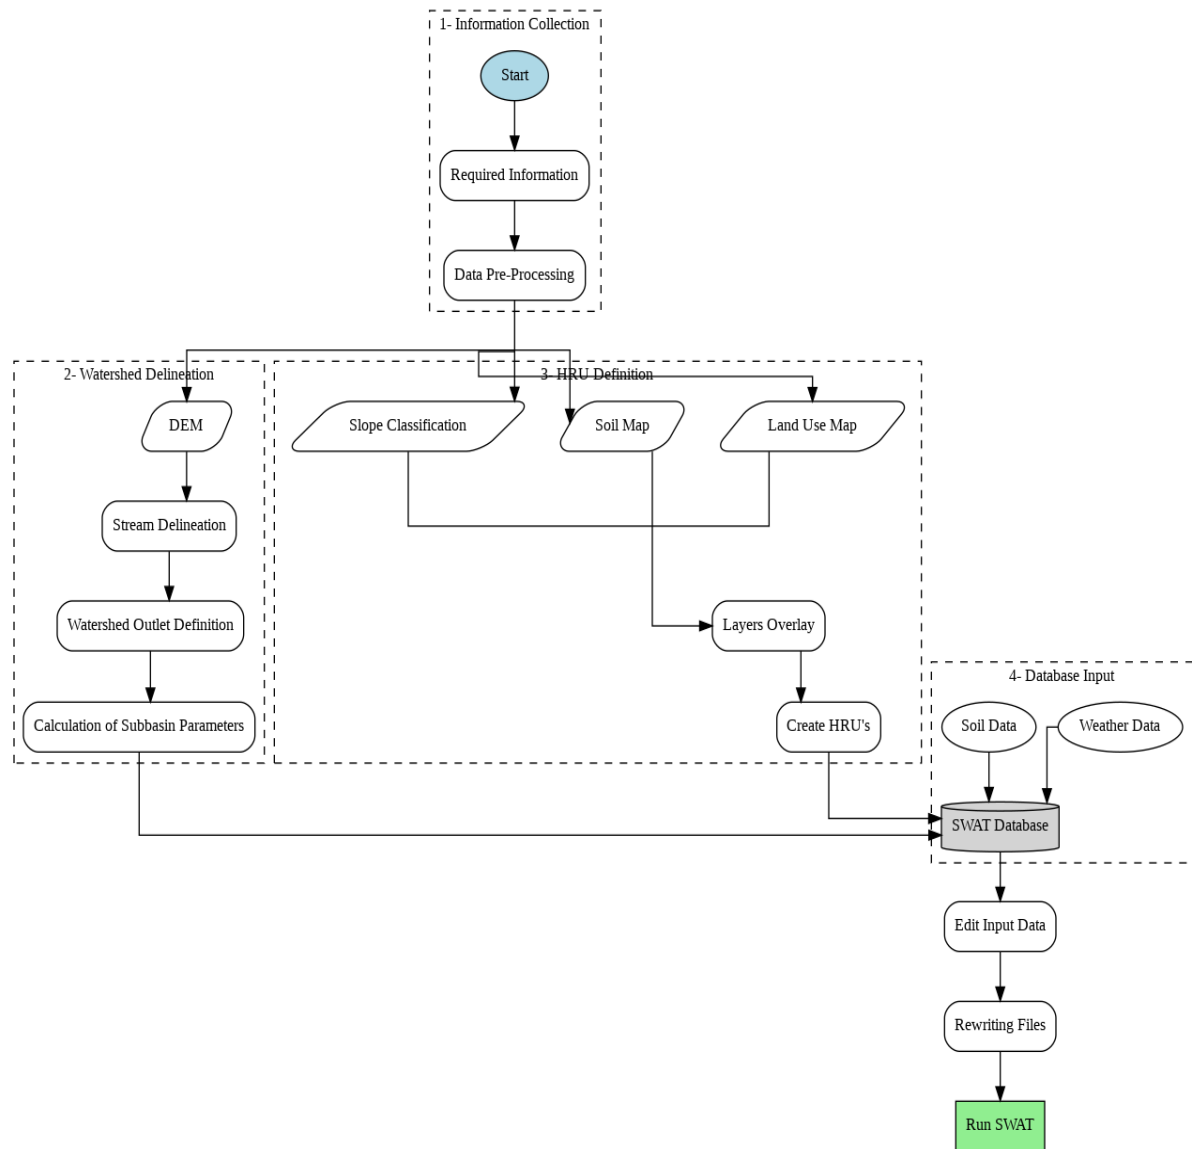 1- Information Collection
Start
Required Information
Data Pre-Processing
2- Watershed Delineation
3- HRU Definition
DEM
Slope Classification
Soil Map
Land Use Map
Stream Delineation
Watershed Outlet Definition
Layers Overlay
4- Database Input
Calculation of Subbasin Parameters
Create HRU's
Soil Data
Weather Data
SWAT Database
Edit Input Data
Rewriting Files
Run SWAT